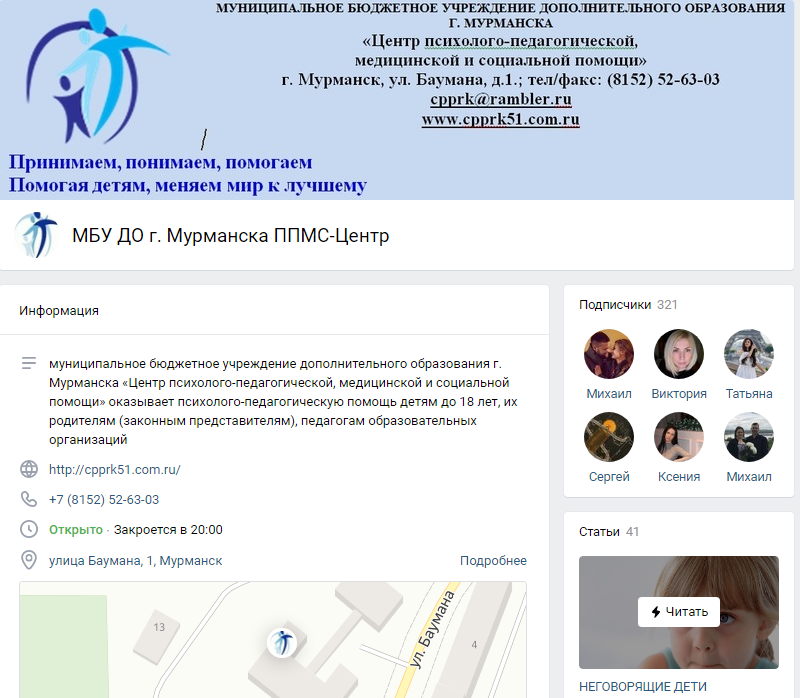 МУНИЦИПАЛЬНОЕ БЮДЖЕТНОЕ УЧРЕЖДЕНИЕ ДОПОЛНИТЕЛЬНОГО ОБРАЗОВАНИЯ
Г. МУРМАНСКА
«Центр психолого-педагогической,
медицинской и социальной помощи»
г. Мурманск, ул. Баумана, д.1.; тел/факс: (8152) 52-63-03
cpprk@rambler.ru
www.cpprk51.com.ru
Принимаем, понимаем, помогаем
Помогая детям, меняем мир к лучшему
МБУ ДО г. Мурманска ППМС-Центр
Информация
муниципальное бюджетное учреждение дополнительного образования г.
Мурманска «Центр психолого-педагогической, медицинской и социальной
помощи» оказывает психолого-педагогическую помощь детям до 18 лет, их
родителям (законным представителям), педагогам образовательных
организаций
http://cpprk51.com.ru/
+7 (8152) 52-63-03
Открыто · Закроется в 20:00
улица Баумана, 1, Мурманск Подробнее
13
ул. Баумана
4
Подписчики 321
Михаил Виктория Татьяна
Сергей Ксения Михаил
Статьи 41
Читать
НЕГОВОРЯЩИЕ ДЕТИ